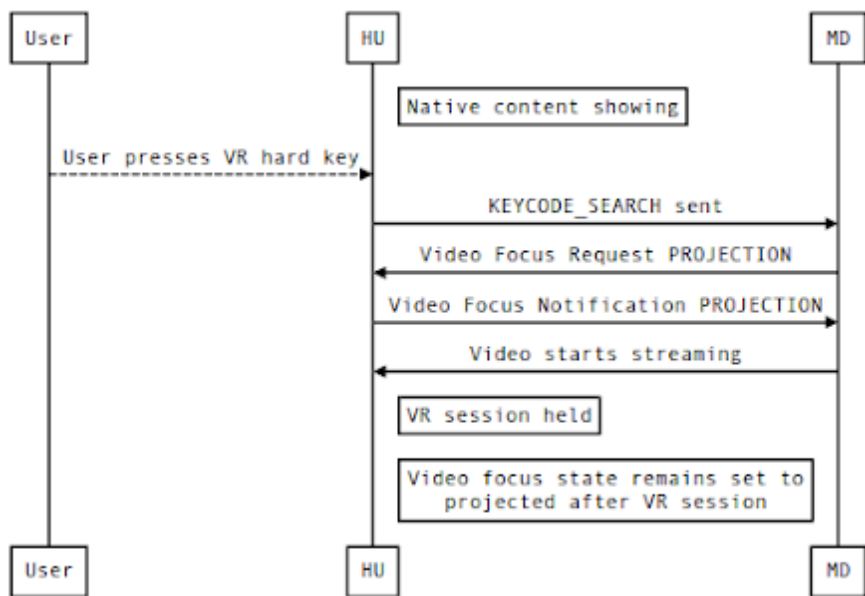 User
HU
MD
Native content showing
User presses VR hard key
KEYCODE_SEARCH sent
Video Focus Request PROJECTION
Video Focus Notification PROJECTION
Video starts streaming
VR session held
Video focus state remains set to
projected after VR session
User
HU
MD